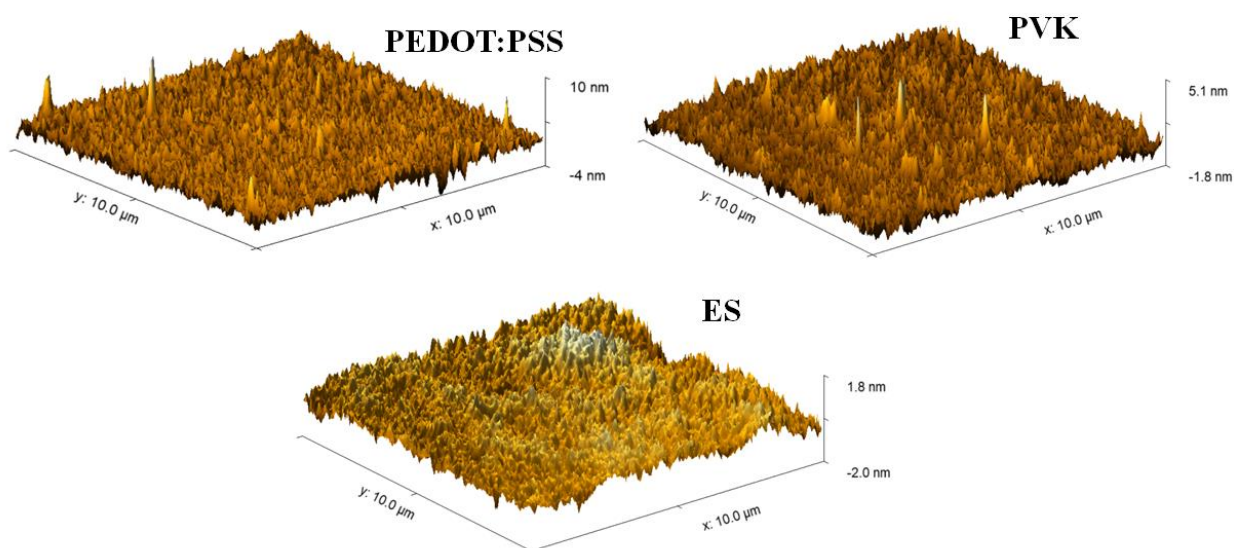 PEDOT:PSS
10 nm
-4 nm
y: 10.0 µm
x: 10.0 µm
PVK
5.1 nm
-1.8 nm
y: 10.0 µm
x: 10.0 µm
ES
1.8 nm
-2.0 nm
y: 10.0 µm
x: 10.0 µm